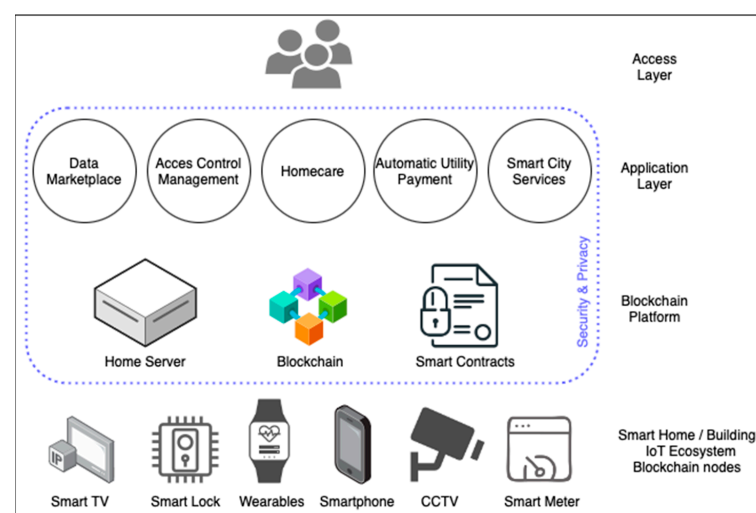 Access
Layer
Data
Marketplace
Acces Control
Management
Homecare
Automatic Utility
Payment
Smart City
Services
Application
Layer
Security & Privacy
Home Server
Blockchain
Smart Contracts
Blockchain
Platform
IP
Smart TV
Smart Lock
Wearables
Smartphone
CCTV
Smart Meter
Smart Home / Building
IoT Ecosystem
Blockchain nodes